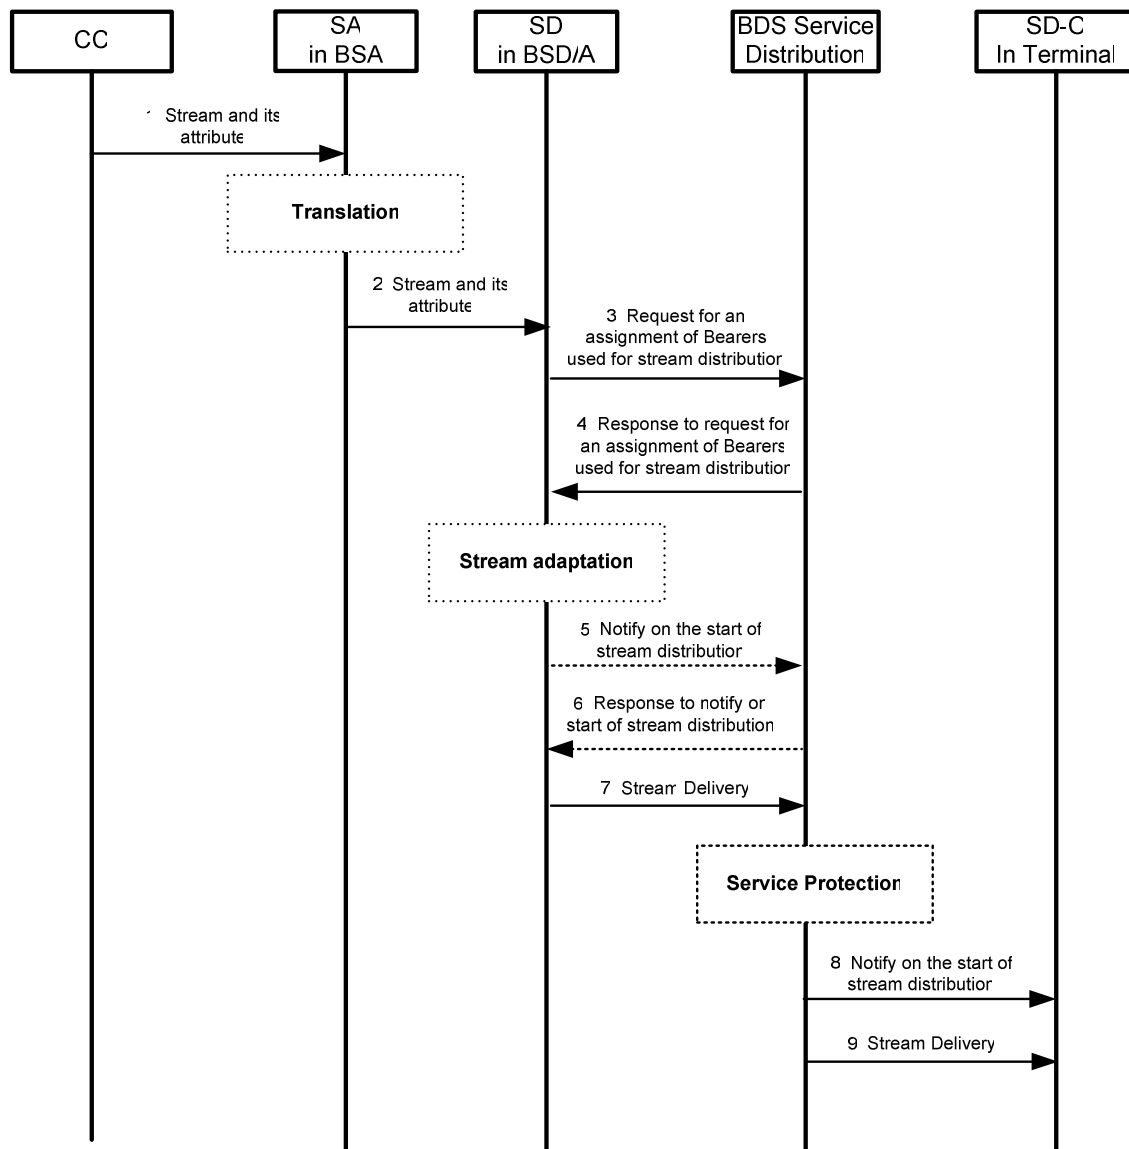 CC
SA
in BSA
SD
in BSD/A
BDS Service
Distribution
SD-C
In Terminal
Stream and its
attribute
Translation
2 Stream and its
attribute
3 Request for an
assignment of Bearers
used for stream distribution
4 Response to request for
an assignment of Bearers
used for stream distribution
Stream adaptation
5 Notify on the start of
stream distribution
6 Response to notify or
start of stream distribution
7 Stream Delivery
Service Protection
8 Notify on the start of
stream distribution
9 Stream Delivery